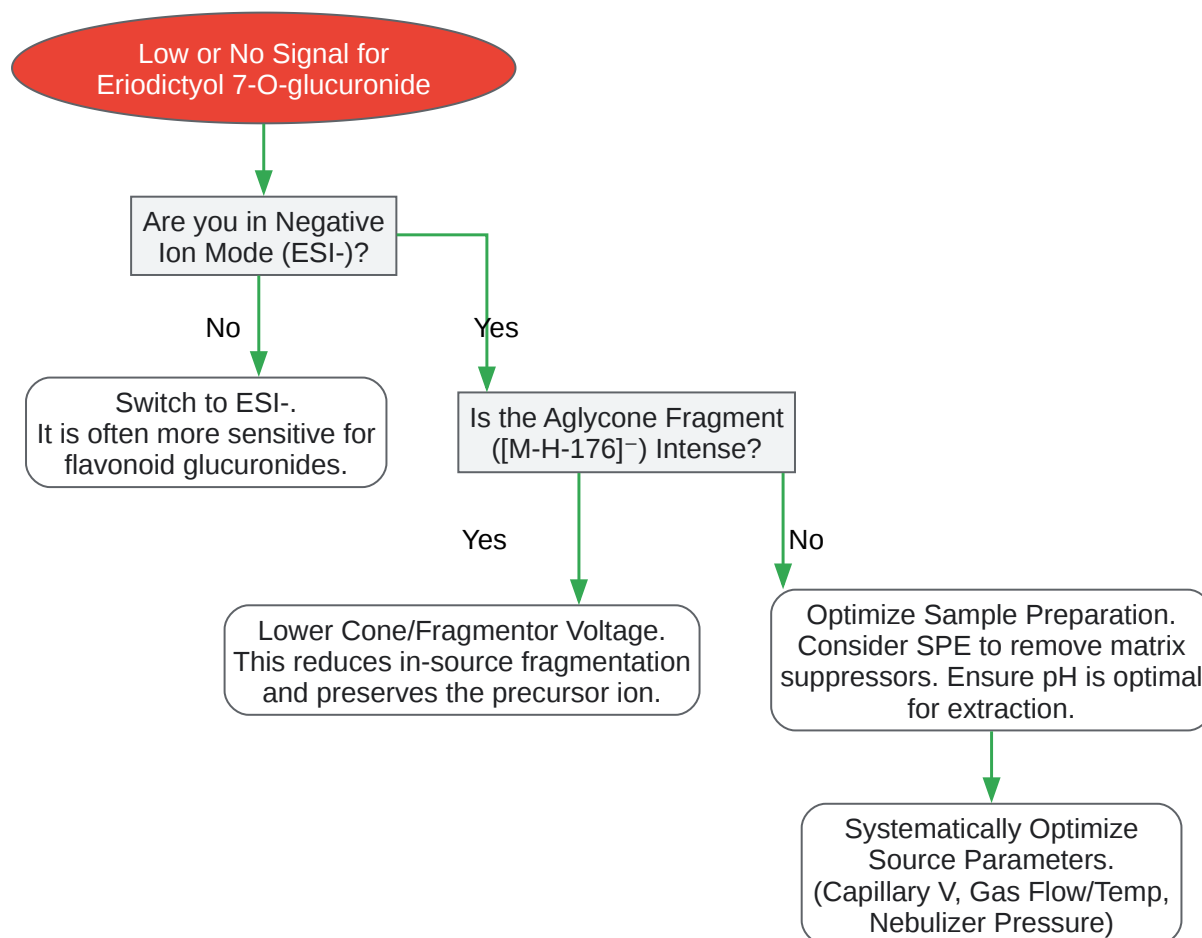 Low or No Signal for
Eriodictyol 7-O-glucuronide
Are you in Negative
Ion Mode (ESI-)?
No
Yes
Switch to ESI-.
It is often more sensitive for
flavonoid glucuronides.
Is the Aglycone Fragment
([M-H-176]⁻) Intense?
Yes
No
Lower Cone/Fragmentor Voltage.
This reduces in-source fragmentation
and preserves the precursor ion.
Optimize Sample Preparation.
Consider SPE to remove matrix
suppressors. Ensure pH is optimal
for extraction.
Systematically Optimize
Source Parameters.
(Capillary V, Gas Flow/Temp,
Nebulizer Pressure)